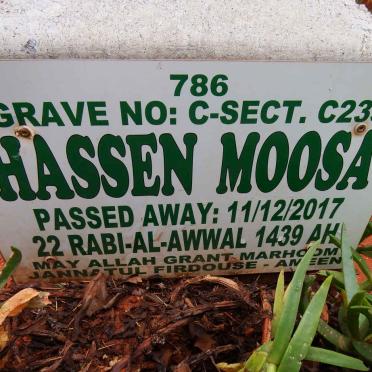 786
GRAVE NO: C-SECT. C23
HASSEN MOOSA
PASSED AWAY: 11/12/2017
22 RABI-AL-AWWAL 1439 AH
MAY ALLAH GRANT MARHOOM
JANNATUL FIRDOUSE - AM